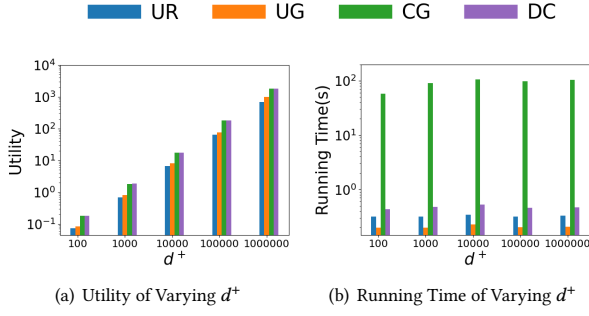 UR UG CG DC
10^4
10^3
10^2
10^1
10^0
10^-1
Utility
100 1000 10000 100000 1000000
d^+
(a) Utility of Varying d^+
10^2
10^1
10^0
Running Time(s)
100 1000 10000 100000 1000000
d^+
(b) Running Time of Varying d^+